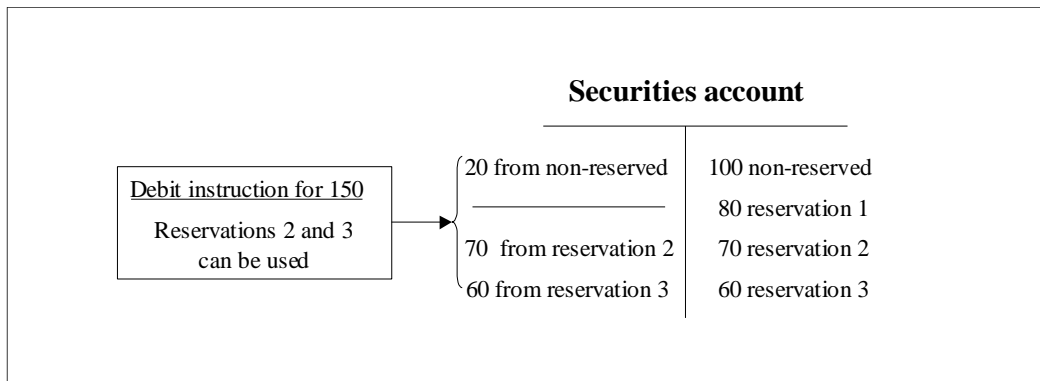 Securities account
Debit instruction for 150
Reservations 2 and 3
can be used
20 from non-reserved
70 from reservation 2
60 from reservation 3
100 non-reserved
80 reservation 1
70 reservation 2
60 reservation 3